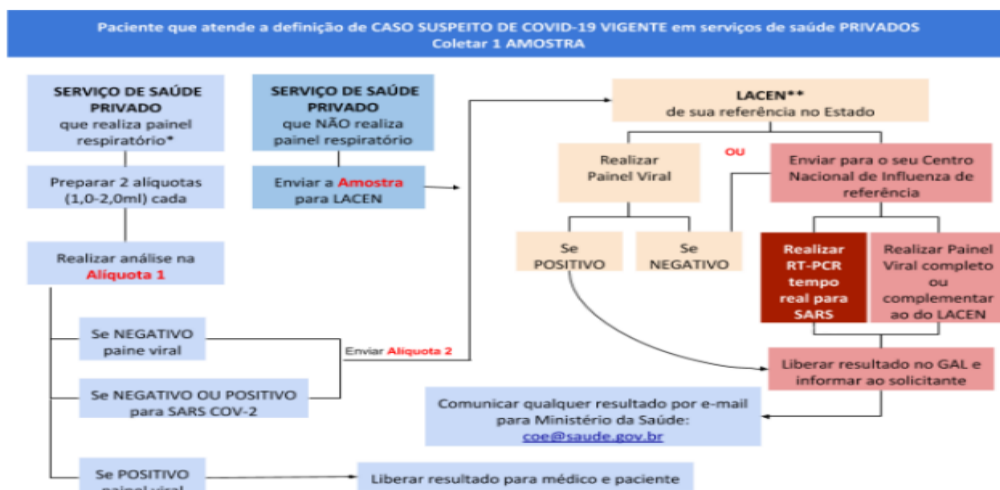 Paciente que atende a definição de CASO SUSPEITO DE COVID-19 VIGENTE em serviços de saúde PRIVADOS
Coletar 1 AMOSTRA
SERVIÇO DE SAÚDE
PRIVADO
que realiza painel
respiratório*
Preparar 2 alíquotas
(1,0-2,0ml) cada
Realizar análise na
Alíquota 1
Se NEGATIVO
paine viral
Se NEGATIVO OU POSITIVO
para SARS COV-2
Se POSITIVO
painel viral
Enviar Alíquota 2
Liberar resultado para médico e paciente
SERVIÇO DE SAÚDE
PRIVADO
que NÃO realiza
painel respiratório
Enviar a Amostra
para LACEN
LACEN**
de sua referência no Estado
Realizar
Painel Viral
OU
Enviar para o seu Centro
Nacional de Influenza de
referência
Se
POSITIVO
Se
NEGATIVO
Realizar
RT-PCR
tempo
real para
SARS
Realizar Painel
Viral completo
ou
complementar
ao do LACEN
Liberar resultado no GAL e
informar ao solicitante
Comunicar qualquer resultado por e-mail
para Ministério da Saúde:
coe@saude.gov.br